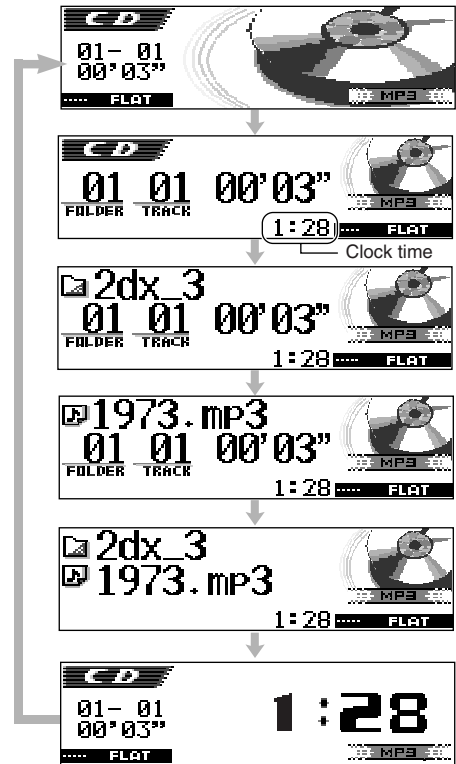 CD
01- 01
00'03"
FLAT
MP3
CD
01 01 00'03"
FOLDER TRACK
MP3
1:28 FLAT
Clock time
2dx_3
01 01 00'03"
FOLDER TRACK
MP3
1:28 FLAT
1973.mp3
01 01 00'03"
FOLDER TRACK
MP3
1:28 FLAT
2dx_3
1973.mp3
MP3
1:28 FLAT
CD
01- 01
00'03"
1:28
FLAT
MP3